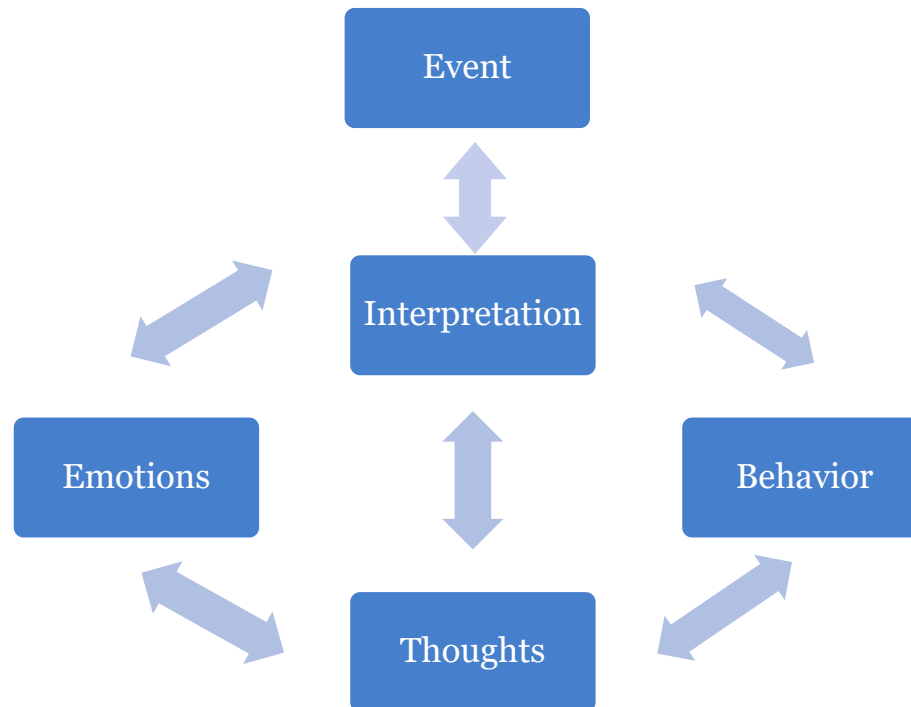 Event
Interpretation
Emotions
Behavior
Thoughts